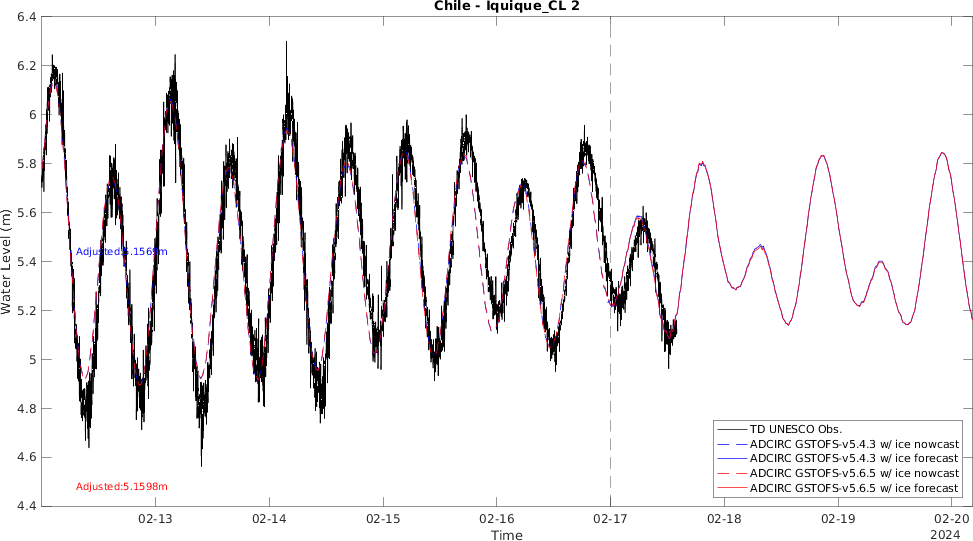 Chile - Iquique_CL 2
Water Level (m)
6.4
6.2
6
5.8
5.6
5.4
5.2
5
4.8
4.6
4.4
Adjusted:5.1569m
Adjusted:5.1598m
TD UNESCO Obs.
ADCIRC GSTOFS-v5.4.3 w/ ice nowcast
ADCIRC GSTOFS-v5.4.3 w/ ice forecast
ADCIRC GSTOFS-v5.6.5 w/ ice nowcast
ADCIRC GSTOFS-v5.6.5 w/ ice forecast
02-13 02-14 02-15 02-16 02-17 02-18 02-19 02-20
Time 2024